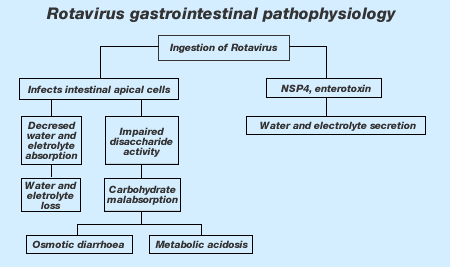 Rotavirus gastrointestinal pathophysiology
Ingestion of Rotavirus
Infects intestinal apical cells
NSP4, enterotoxin
Decresed
water and
eletrolyte
absorption
Impaired
disaccharide
activity
Water and electrolyte secretion
Water and
eletrolyte
loss
Carbohydrate
malabsorption
Osmotic diarrhoea
Metabolic acidosis